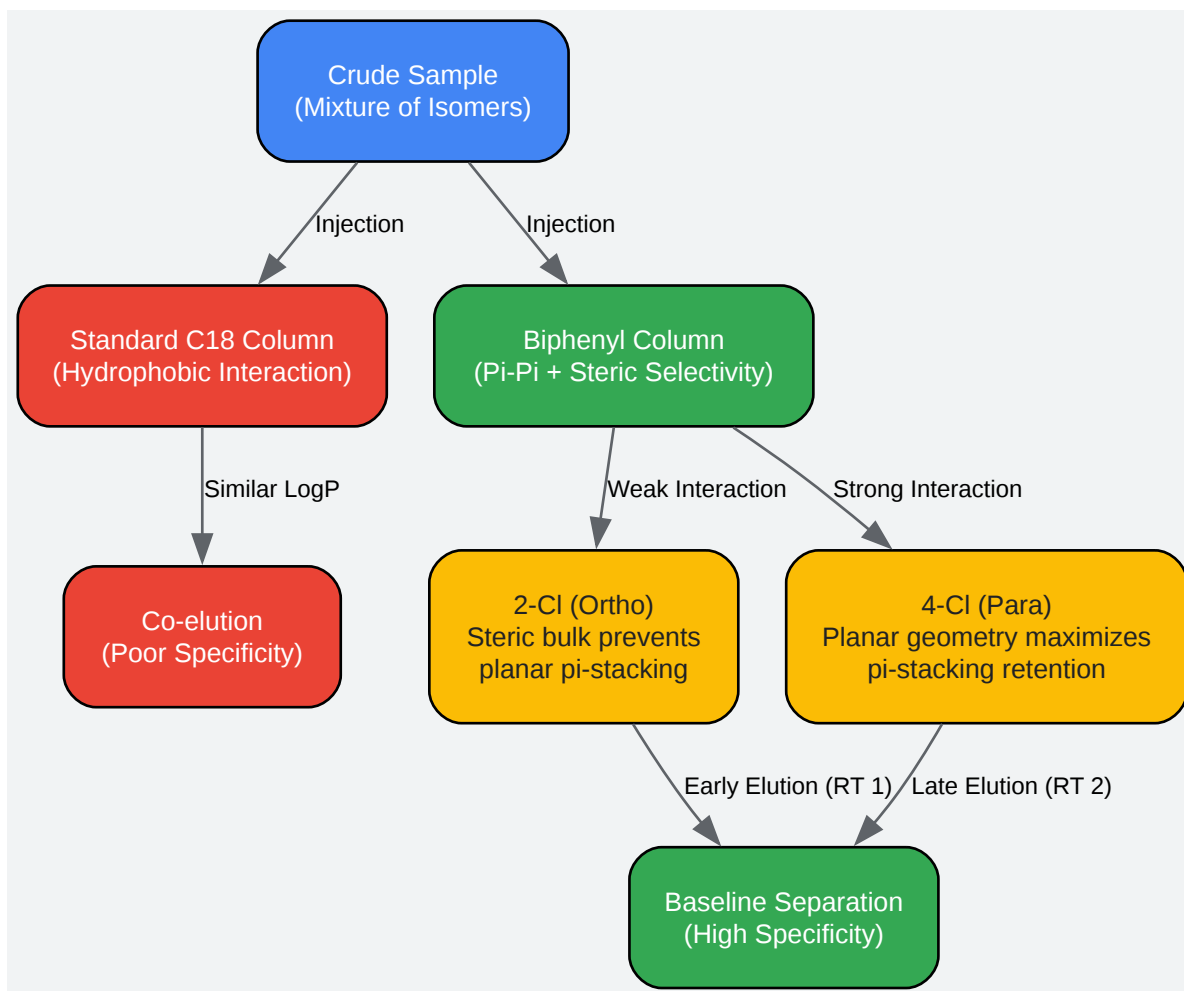 Crude Sample
(Mixture of Isomers)
Injection
Injection
Standard C18 Column
(Hydrophobic Interaction)
Biphenyl Column
(Pi-Pi + Steric Selectivity)
Similar LogP
Weak Interaction
Strong Interaction
Co-elution
(Poor Specificity)
2-Cl (Ortho)
Steric bulk prevents
planar pi-stacking
4-Cl (Para)
Planar geometry maximizes
pi-stacking retention
Early Elution (RT 1)
Late Elution (RT 2)
Baseline Separation
(High Specificity)